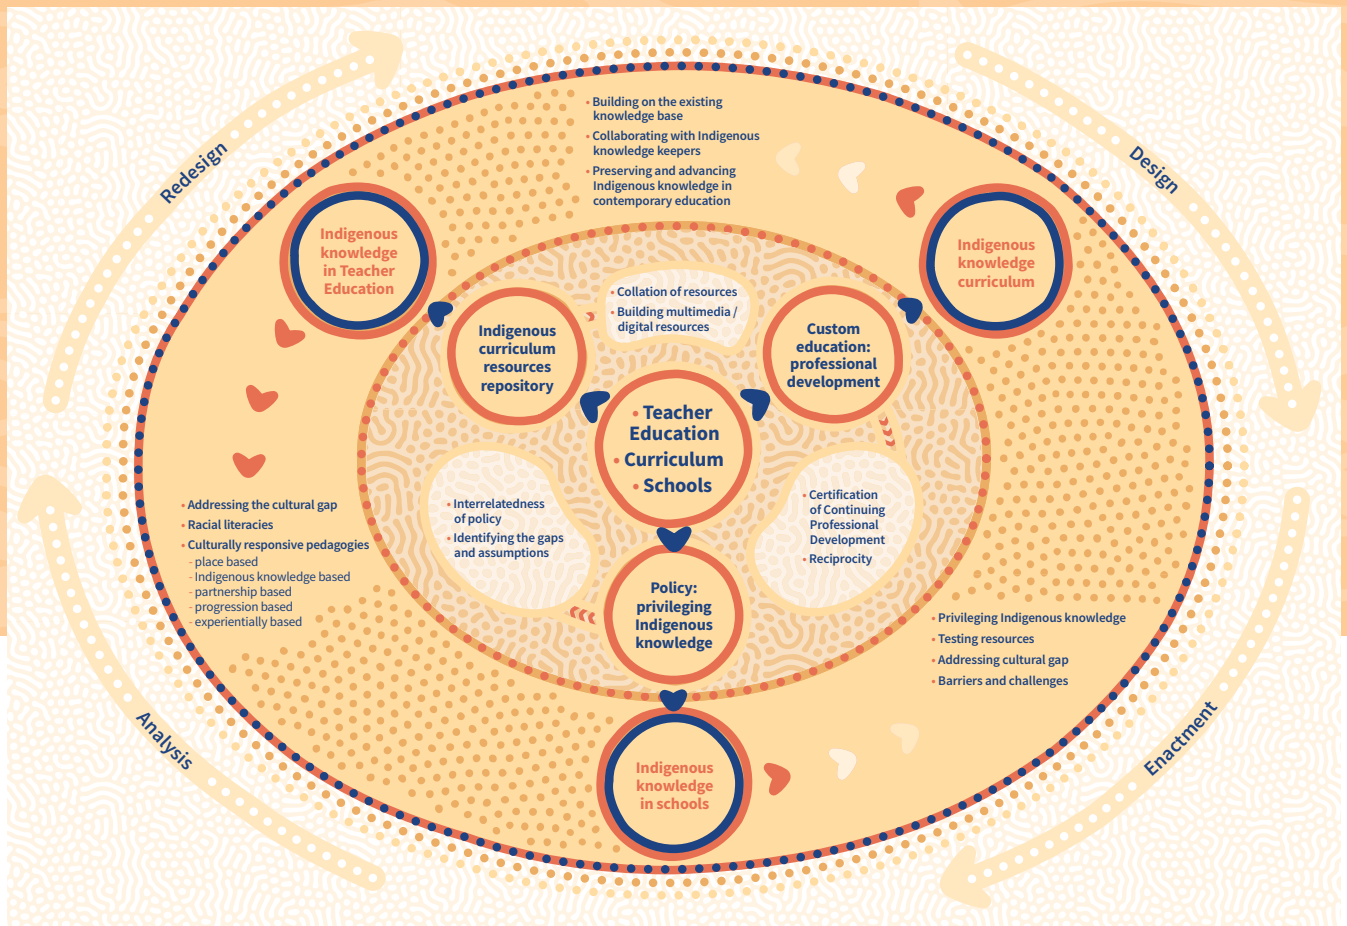 Redesign
Design
• Building on the existing
knowledge base
• Collaborating with Indigenous
knowledge keepers
• Preserving and advancing
Indigenous knowledge in
contemporary education
Indigenous
knowledge
in Teacher
Education
Indigenous
knowledge
curriculum
• Collation of resources
• Building multimedia /
digital resources
Indigenous
curriculum
resources
repository
Custom
education:
professional
development
• Teacher
Education
• Curriculum
• Schools
• Interrelatedness
of policy
• Identifying the gaps
and assumptions
• Certification
of Continuing
Professional
Development
• Reciprocity
• Addressing the cultural gap
• Racial literacies
• Culturally responsive pedagogies
- place based
- Indigenous knowledge based
- partnership based
- progression based
- experientially based
Policy:
privileging
Indigenous
knowledge
• Privileging Indigenous knowledge
• Testing resources
• Addressing cultural gap
• Barriers and challenges
Indigenous
knowledge
in schools
Analysis
Enactment